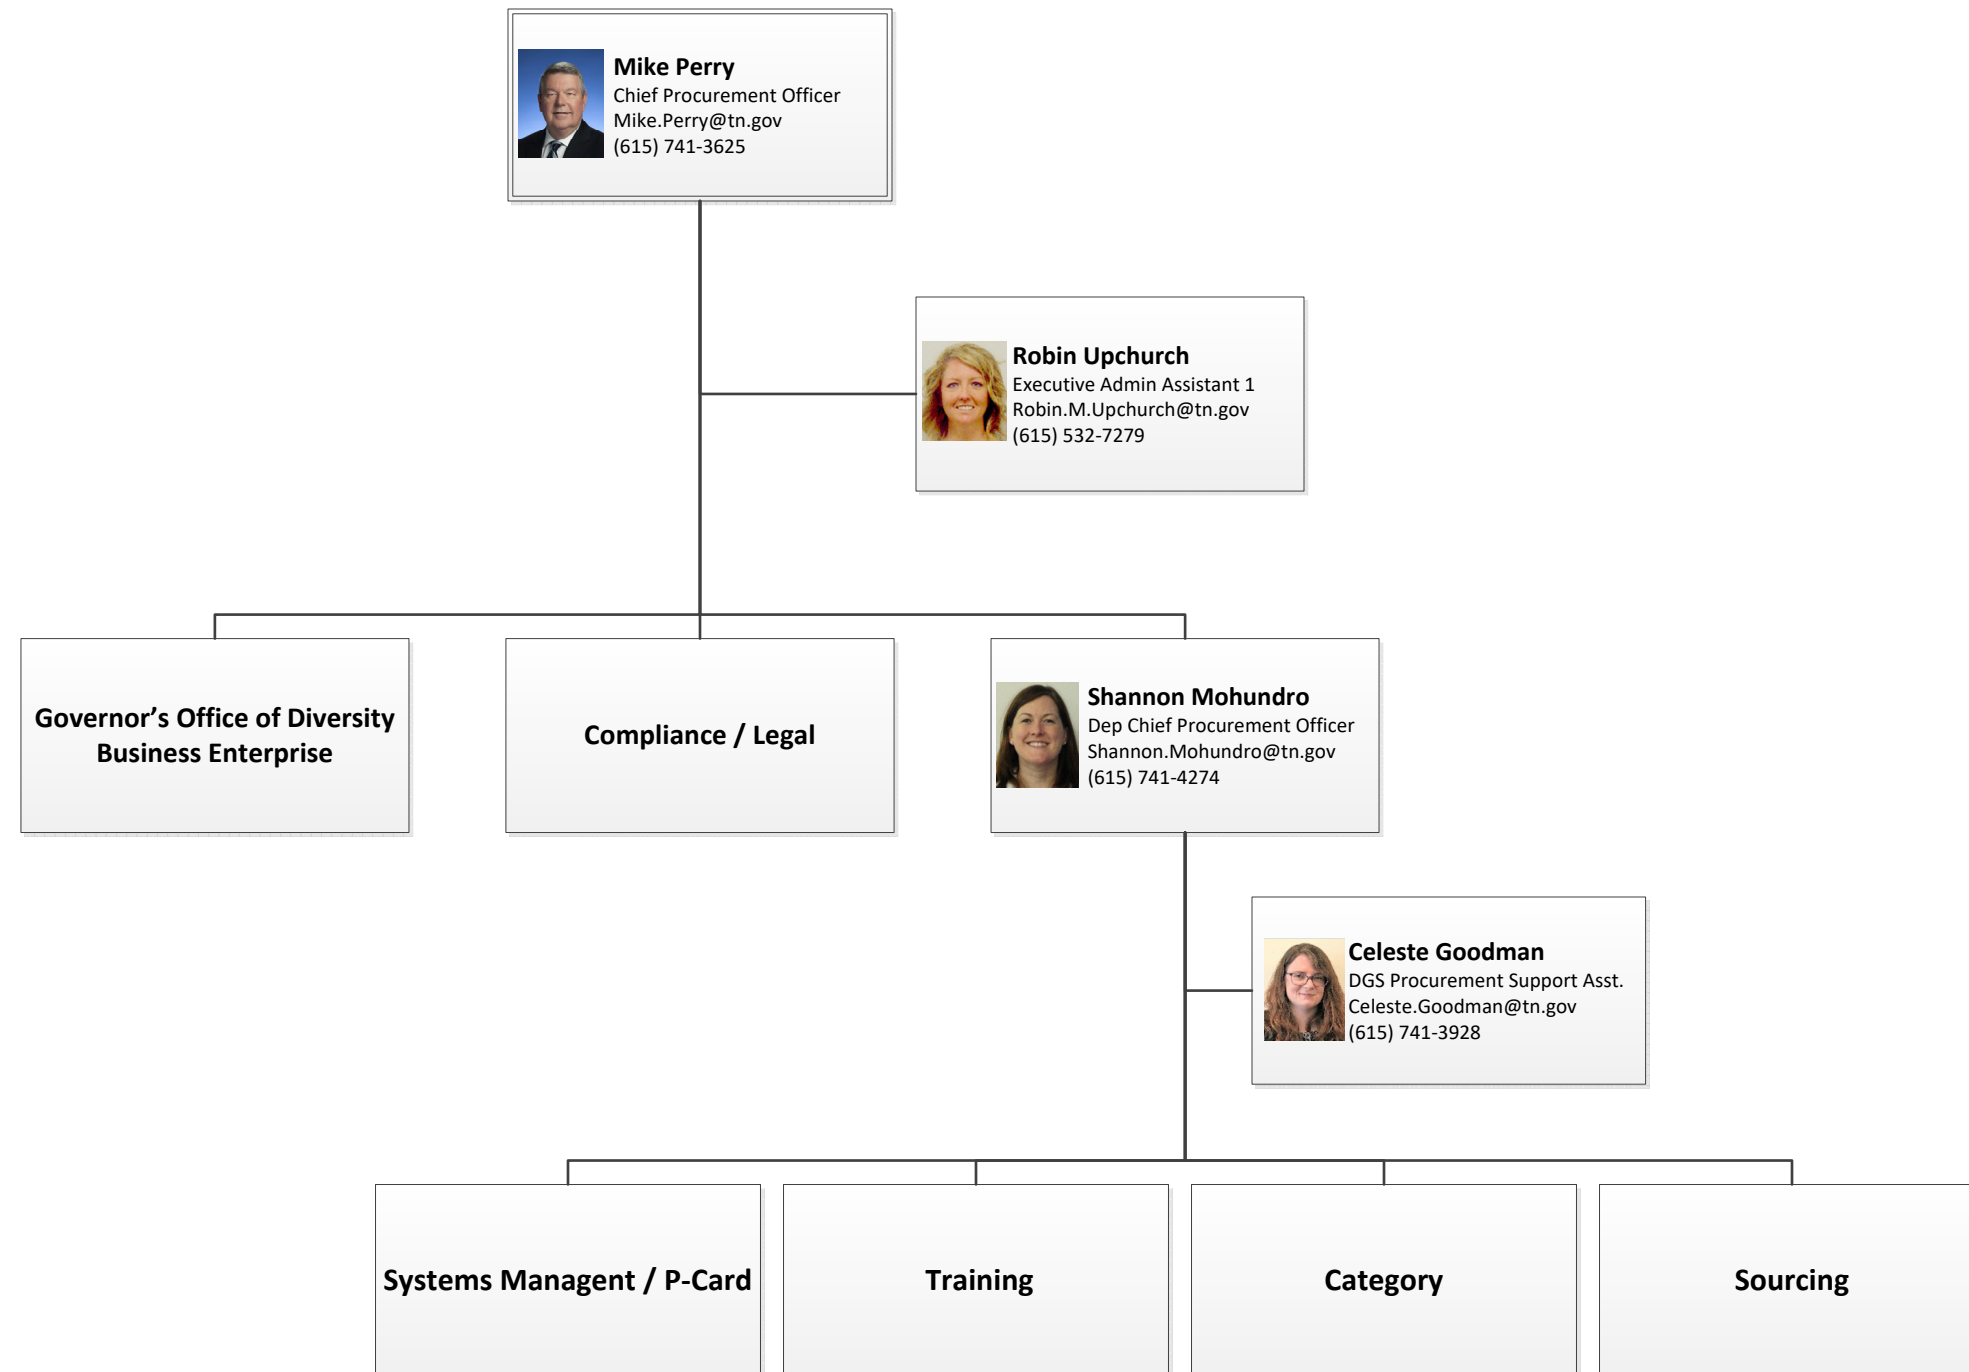 Mike Perry
Chief Procurement Officer
Mike.Perry@tn.gov
(615) 741-3625
Robin Upchurch
Executive Admin Assistant 1
Robin.M.Upchurch@tn.gov
(615) 532-7279
Governor’s Office of Diversity
Business Enterprise
Compliance / Legal
Shannon Mohundro
Dep Chief Procurement Officer
Shannon.Mohundro@tn.gov
(615) 741-4274
Celeste Goodman
DGS Procurement Support Asst.
Celeste.Goodman@tn.gov
(615) 741-3928
Systems Managent / P-Card
Training
Category
Sourcing